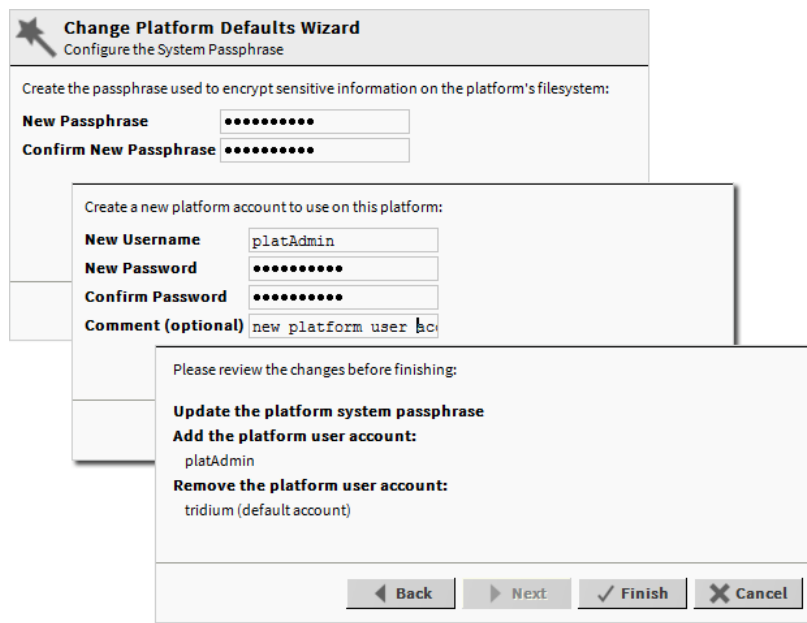 Change Platform Defaults Wizard
Configure the System Passphrase
Create the passphrase used to encrypt sensitive information on the platform's filesystem:
New Passphrase ••••••••••
Confirm New Passphrase ••••••••••
Create a new platform account to use on this platform:
New Username platAdmin
New Password ••••••••••
Confirm Password ••••••••••
Comment (optional) new platform user acc
Please review the changes before finishing:
Update the platform system passphrase
Add the platform user account:
platAdmin
Remove the platform user account:
tridium (default account)
Back Next Finish Cancel